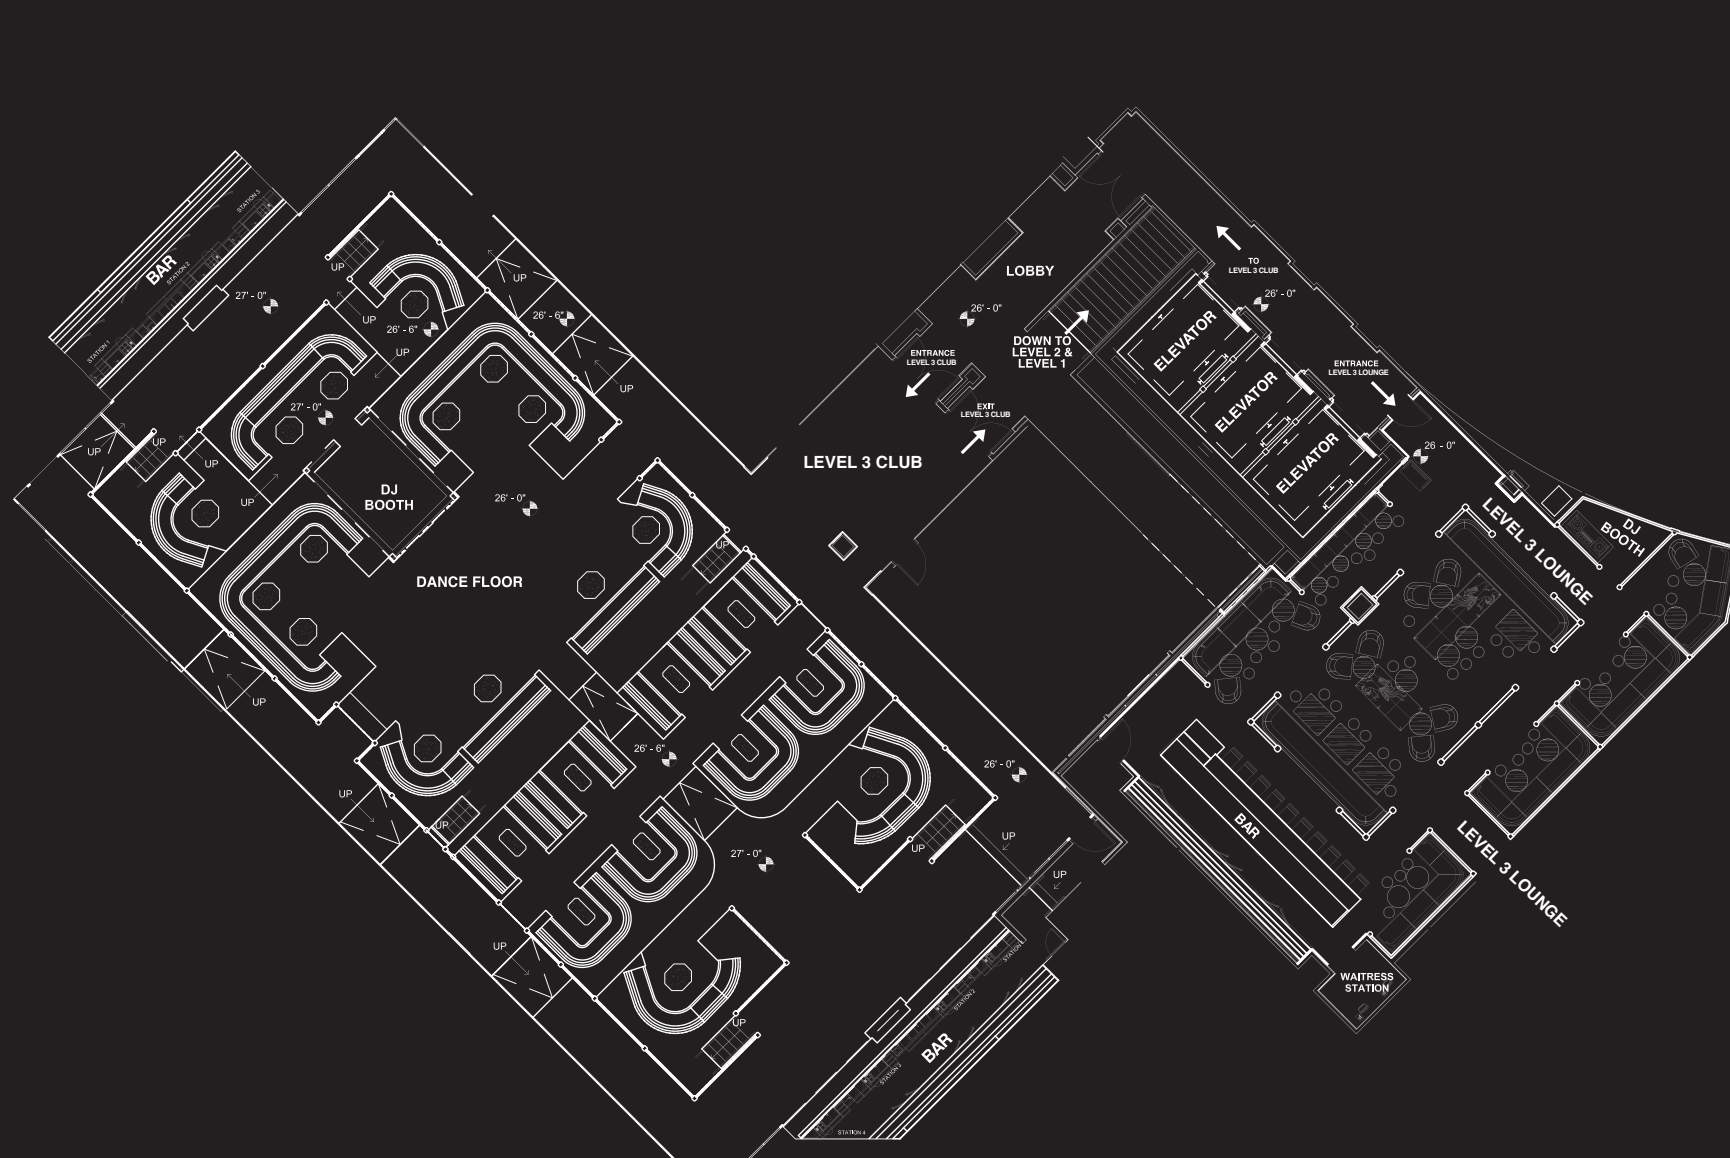 BAR
STATION 3
STATION 2
STATION 1
27' - 0"
UP
UP
26' - 6"
UP
UP
26' - 6"
UP
UP
27' - 0"
UP
UP
UP
UP
DJ
BOOTH
26' - 0"
DANCE FLOOR
UP
UP
UP
UP
UP
26' - 6"
27' - 0"
UP
UP
26' - 0"
UP
UP
BAR
STATION 1
STATION 2
STATION 3
STATION 4
LEVEL 3 CLUB
LOBBY
26' - 0"
DOWN TO
LEVEL 2 &
LEVEL 1
ENTRANCE
LEVEL 3 CLUB
EXIT
LEVEL 3 CLUB
TO
LEVEL 3 CLUB
26' - 0"
ELEVATOR
ELEVATOR
ELEVATOR
ENTRANCE
LEVEL 3 LOUNGE
26' - 0"
LEVEL 3 LOUNGE
DJ
BOOTH
BAR
LEVEL 3 LOUNGE
WAITRESS
STATION